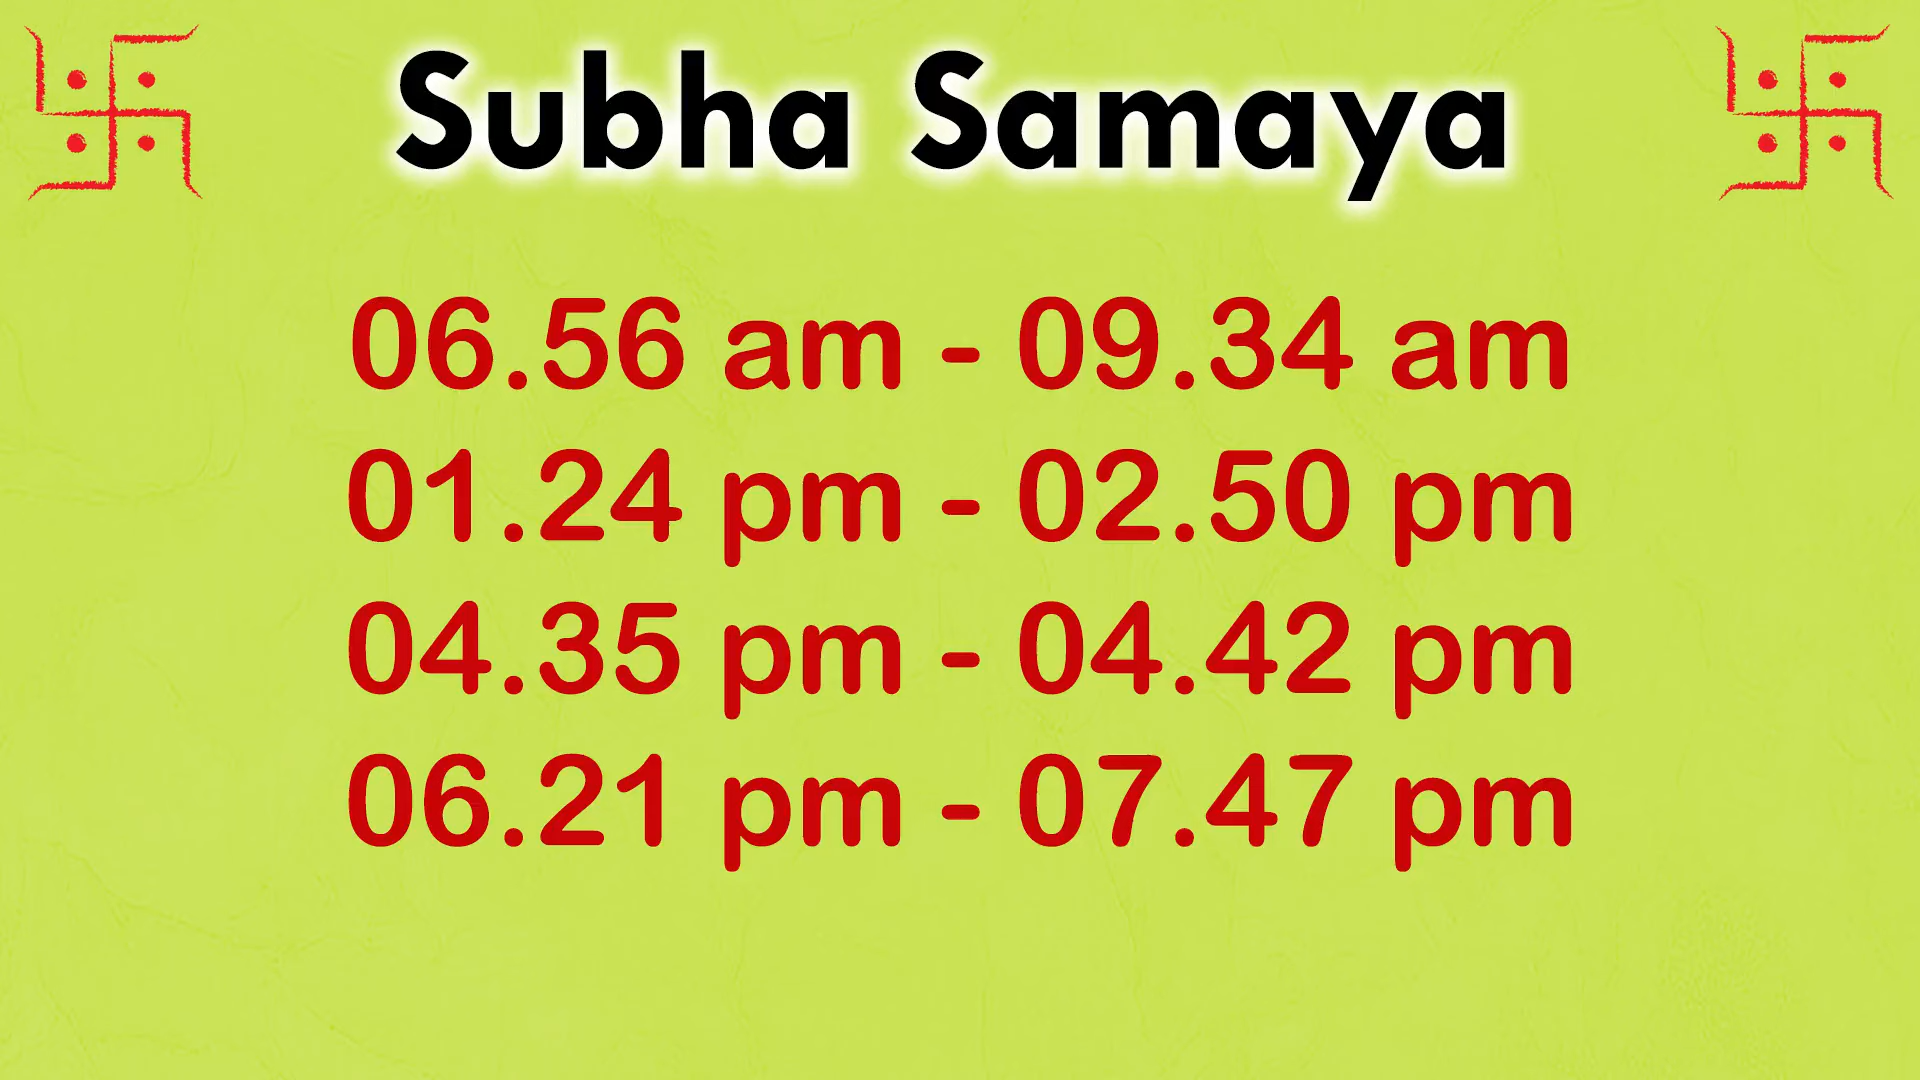 Subha Samaya
06.56 am - 09.34 am
01.24 pm - 02.50 pm
04.35 pm - 04.42 pm
06.21 pm - 07.47 pm